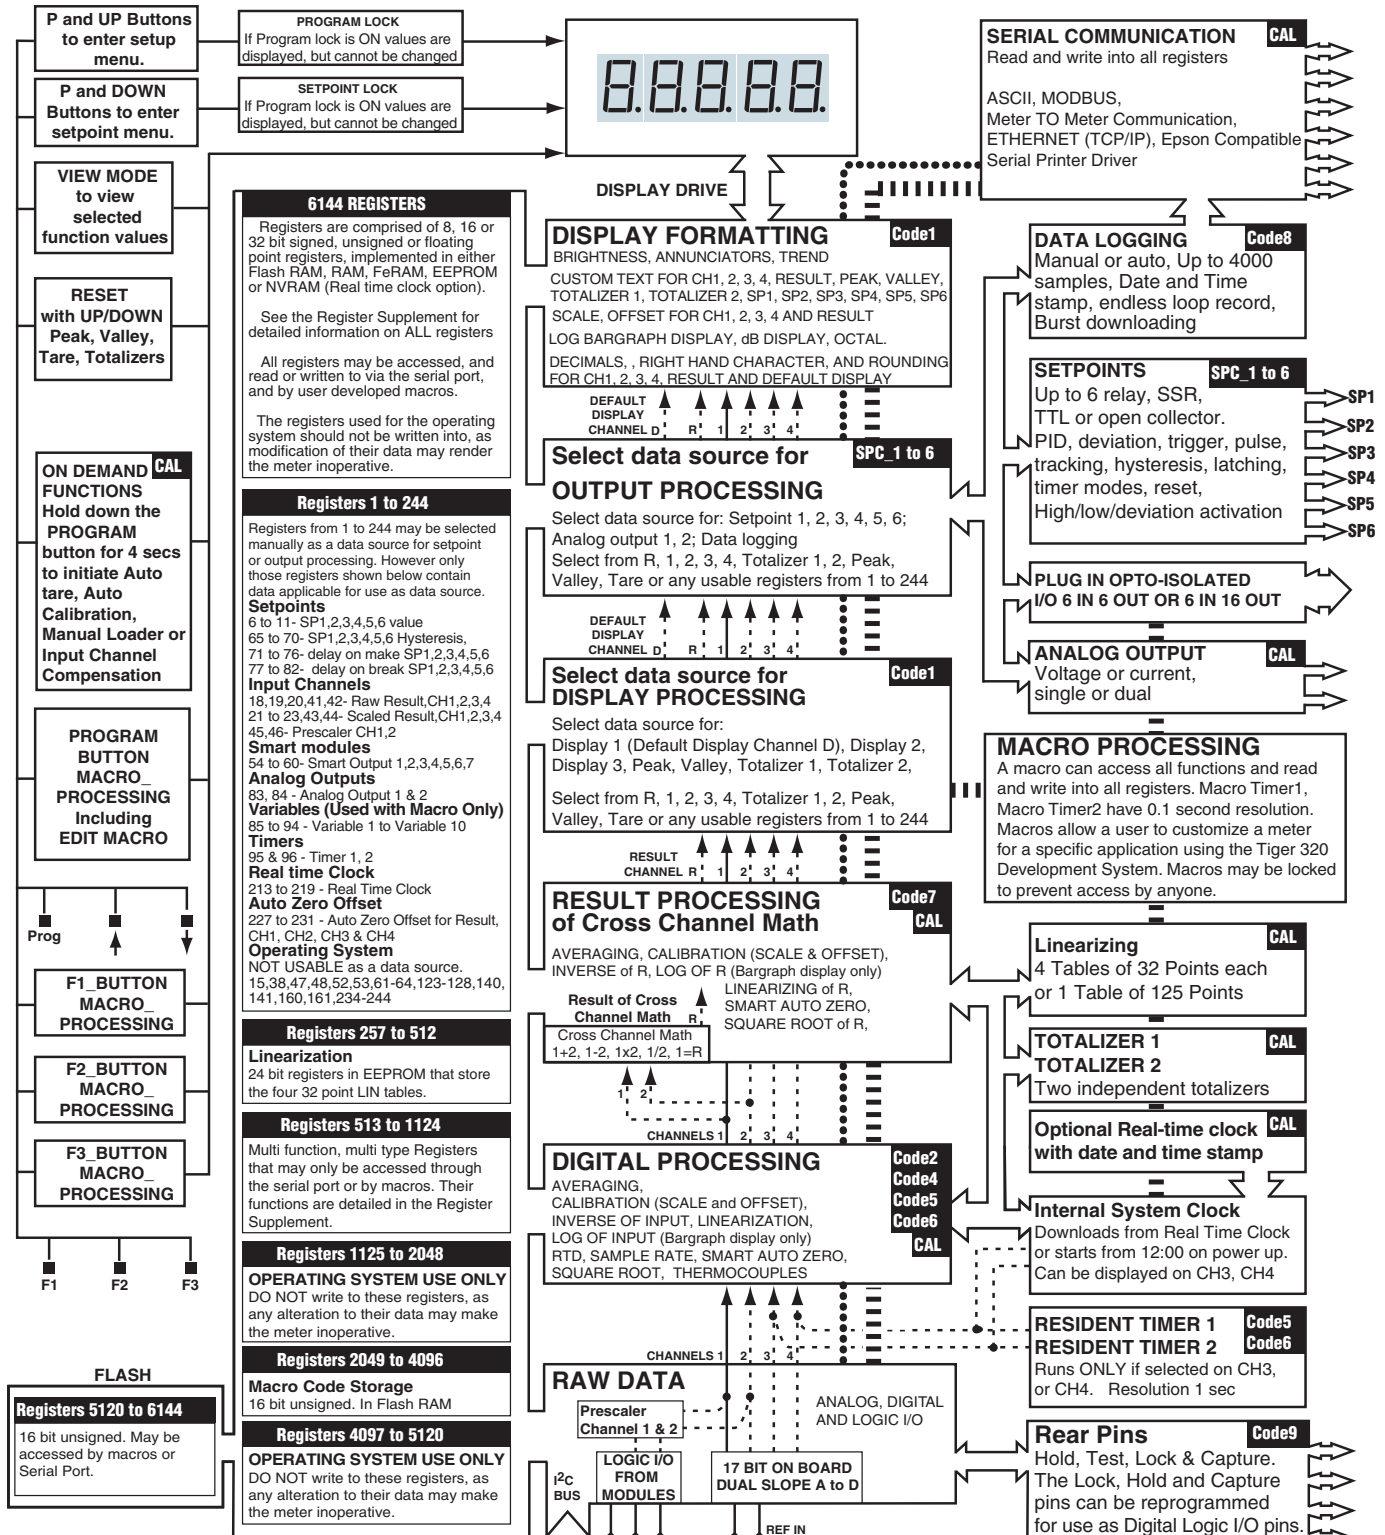 P and UP Buttons
to enter setup
menu.
PROGRAM LOCK
If Program lock is ON values are
displayed, but cannot be changed
P and DOWN
Buttons to enter
setpoint menu.
SETPOINT LOCK
If Program lock is ON values are
displayed, but cannot be changed
VIEW MODE
to view
selected
function values
RESET
with UP/DOWN
Peak, Valley,
Tare, Totalizers
ON DEMAND CAL
FUNCTIONS
Hold down the
PROGRAM
button for 4 secs
to initiate Auto
tare, Auto
Calibration,
Manual Loader or
Input Channel
Compensation
PROGRAM
BUTTON
MACRO_
PROCESSING
Including
EDIT MACRO
Prog
F1_BUTTON
MACRO_
PROCESSING
F2_BUTTON
MACRO_
PROCESSING
F3_BUTTON
MACRO_
PROCESSING
F1 F2 F3
FLASH
Registers 5120 to 6144
16 bit unsigned. May be
accessed by macros or
Serial Port.
6144 REGISTERS
Registers are comprised of 8, 16 or
32 bit signed, unsigned or floating
point registers, implemented in either
Flash RAM, RAM, FeRAM, EEPROM
or NVRAM (Real time clock option).
See the Register Supplement for
detailed information on ALL registers
All registers may be accessed, and
read or written to via the serial port,
and by user developed macros.
The registers used for the operating
system should not be written into, as
modification of their data may render
the meter inoperative.
Registers 1 to 244
Registers from 1 to 244 may be selected
manually as a data source for setpoint
or output processing. However only
those registers shown below contain
data applicable for use as data source.
Setpoints
6 to 11- SP1,2,3,4,5,6 value
65 to 70- SP1,2,3,4,5,6 Hysteresis,
71 to 76- delay on make SP1,2,3,4,5,6
77 to 82- delay on break SP1,2,3,4,5,6
Input Channels
18,19,20,41,42- Raw Result,CH1,2,3,4
21 to 23,43,44- Scaled Result,CH1,2,3,4
45,46- Prescaler CH1,2
Smart modules
54 to 60- Smart Output 1,2,3,4,5,6,7
Analog Outputs
83, 84 - Analog Output 1 & 2
Variables (Used with Macro Only)
85 to 94 - Variable 1 to Variable 10
Timers
95 & 96 - Timer 1, 2
Real time Clock
213 to 219 - Real Time Clock
Auto Zero Offset
227 to 231 - Auto Zero Offset for Result,
CH1, CH2, CH3 & CH4
Operating System
NOT USABLE as a data source.
15,38,47,48,52,53,61-64,123-128,140,
141,160,161,234-244
Registers 257 to 512
Linearization
24 bit registers in EEPROM that store
the four 32 point LIN tables.
Registers 513 to 1124
Multi function, multi type Registers
that may only be accessed through
the serial port or by macros. Their
functions are detailed in the Register
Supplement.
Registers 1125 to 2048
OPERATING SYSTEM USE ONLY
DO NOT write to these registers, as
any alteration to their data may make
the meter inoperative.
Registers 2049 to 4096
Macro Code Storage
16 bit unsigned. In Flash RAM
Registers 4097 to 5120
OPERATING SYSTEM USE ONLY
DO NOT write to these registers, as
any alteration to their data may make
the meter inoperative.
8.8.8.8.8.
DISPLAY DRIVE
DISPLAY FORMATTING Code1
BRIGHTNESS, ANNUNCIATORS, TREND
CUSTOM TEXT FOR CH1, 2, 3, 4, RESULT, PEAK, VALLEY,
TOTALIZER 1, TOTALIZER 2, SP1, SP2, SP3, SP4, SP5, SP6
SCALE, OFFSET FOR CH1, 2, 3, 4 AND RESULT
LOG BARGRAPH DISPLAY, dB DISPLAY, OCTAL.
DECIMALS, , RIGHT HAND CHARACTER, AND ROUNDING
FOR CH1, 2, 3, 4, RESULT AND DEFAULT DISPLAY
DEFAULT
DISPLAY
CHANNEL D R 1 2 3 4
Select data source for SPC_1 to 6
OUTPUT PROCESSING
Select data source for: Setpoint 1, 2, 3, 4, 5, 6;
Analog output 1, 2; Data logging
Select from R, 1, 2, 3, 4, Totalizer 1, 2, Peak,
Valley, Tare or any usable registers from 1 to 244
DEFAULT
DISPLAY
CHANNEL D R 1 2 3 4
Select data source for Code1
DISPLAY PROCESSING
Select data source for:
Display 1 (Default Display Channel D), Display 2,
Display 3, Peak, Valley, Totalizer 1, Totalizer 2,
Select from R, 1, 2, 3, 4, Totalizer 1, 2, Peak,
Valley, Tare or any usable registers from 1 to 244
RESULT
CHANNEL R 1 2 3 4
RESULT PROCESSING Code7
of Cross Channel Math CAL
AVERAGING, CALIBRATION (SCALE & OFFSET),
INVERSE of R, LOG OF R (Bargraph display only)
LINEARIZING of R,
SMART AUTO ZERO,
SQUARE ROOT of R,
Result of Cross
Channel Math R
Cross Channel Math
1+2, 1-2, 1x2, 1/2, 1=R
1 2
CHANNELS 1 2 3 4
DIGITAL PROCESSING Code2
Code4
Code5
Code6
CAL
AVERAGING,
CALIBRATION (SCALE and OFFSET),
INVERSE OF INPUT, LINEARIZATION,
LOG OF INPUT (Bargraph display only)
RTD, SAMPLE RATE, SMART AUTO ZERO,
SQUARE ROOT, THERMOCOUPLES
CHANNELS 1 2 3 4
RAW DATA
ANALOG, DIGITAL
AND LOGIC I/O
Prescaler
Channel 1 & 2
LOGIC I/O
FROM
MODULES
17 BIT ON BOARD
DUAL SLOPE A to D
I2C
BUS
REF IN
SERIAL COMMUNICATION CAL
Read and write into all registers
ASCII, MODBUS,
Meter TO Meter Communication,
ETHERNET (TCP/IP), Epson Compatible
Serial Printer Driver
DATA LOGGING Code8
Manual or auto, Up to 4000
samples, Date and Time
stamp, endless loop record,
Burst downloading
SETPOINTS SPC_1 to 6
Up to 6 relay, SSR,
TTL or open collector.
PID, deviation, trigger, pulse,
tracking, hysteresis, latching,
timer modes, reset,
High/low/deviation activation
SP1
SP2
SP3
SP4
SP5
SP6
PLUG IN OPTO-ISOLATED
I/O 6 IN 6 OUT OR 6 IN 16 OUT
ANALOG OUTPUT CAL
Voltage or current,
single or dual
MACRO PROCESSING
A macro can access all functions and read
and write into all registers. Macro Timer1,
Macro Timer2 have 0.1 second resolution.
Macros allow a user to customize a meter
for a specific application using the Tiger 320
Development System. Macros may be locked
to prevent access by anyone.
Linearizing CAL
4 Tables of 32 Points each
or 1 Table of 125 Points
TOTALIZER 1 CAL
TOTALIZER 2
Two independent totalizers
Optional Real-time clock CAL
with date and time stamp
Internal System Clock
Downloads from Real Time Clock
or starts from 12:00 on power up.
Can be displayed on CH3, CH4
RESIDENT TIMER 1 Code5
RESIDENT TIMER 2 Code6
Runs ONLY if selected on CH3,
or CH4. Resolution 1 sec
Rear Pins Code9
Hold, Test, Lock & Capture.
The Lock, Hold and Capture
pins can be reprogrammed
for use as Digital Logic I/O pins.